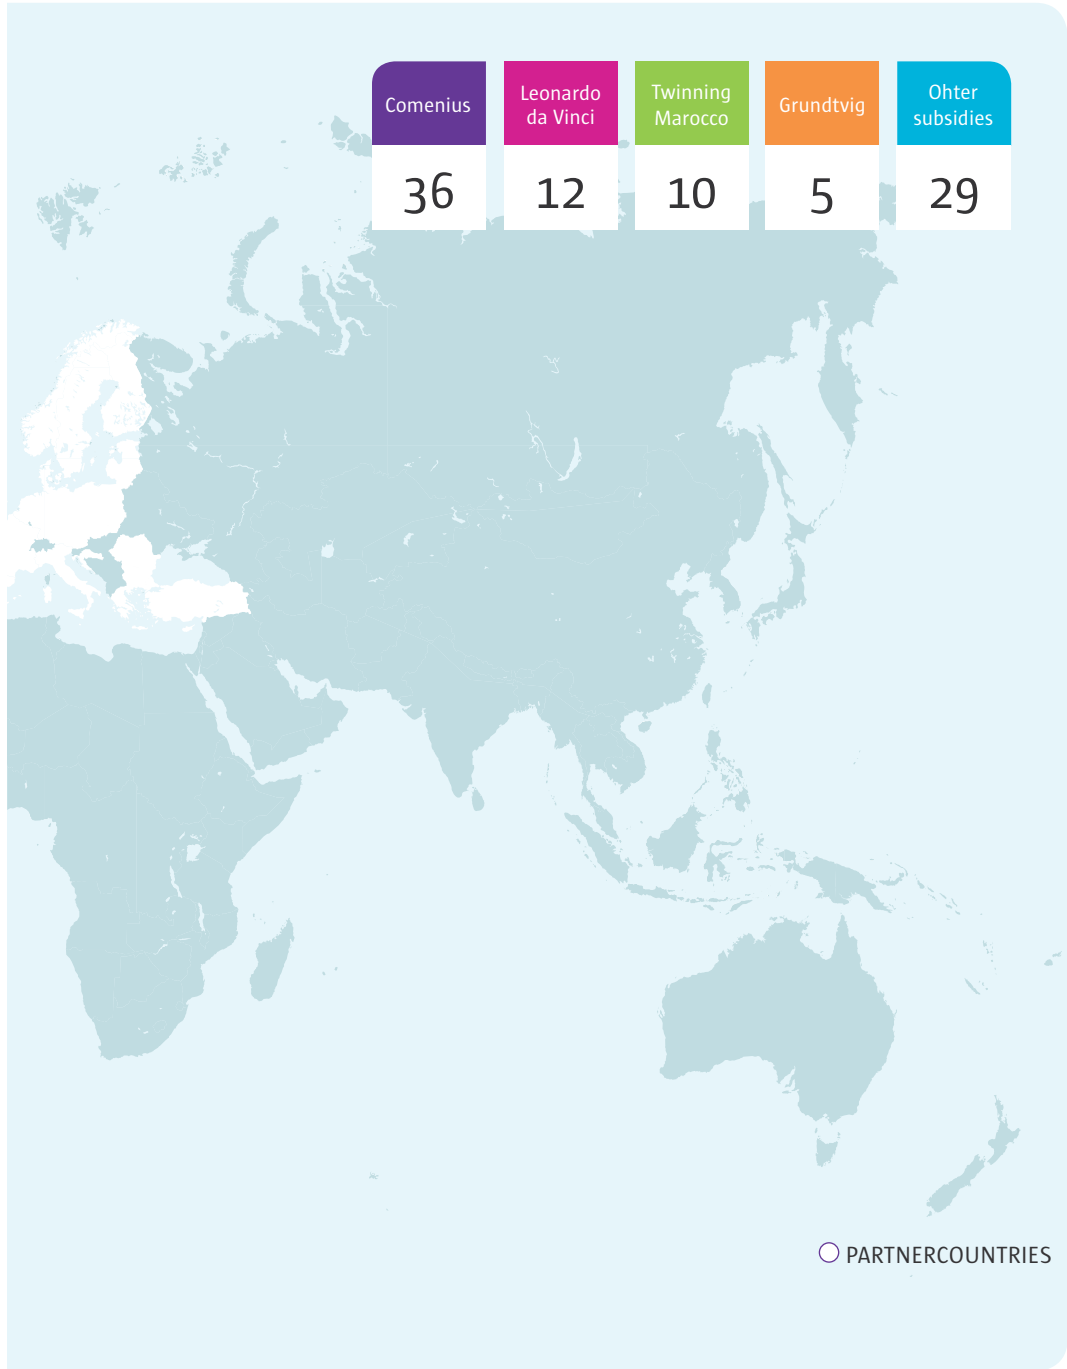 Comenius
Leonardo
da Vinci
Twinning
Marocco
Grundtvig
Ohter
subsidies
36
12
10
5
29
PARTNERCOUNTRIES